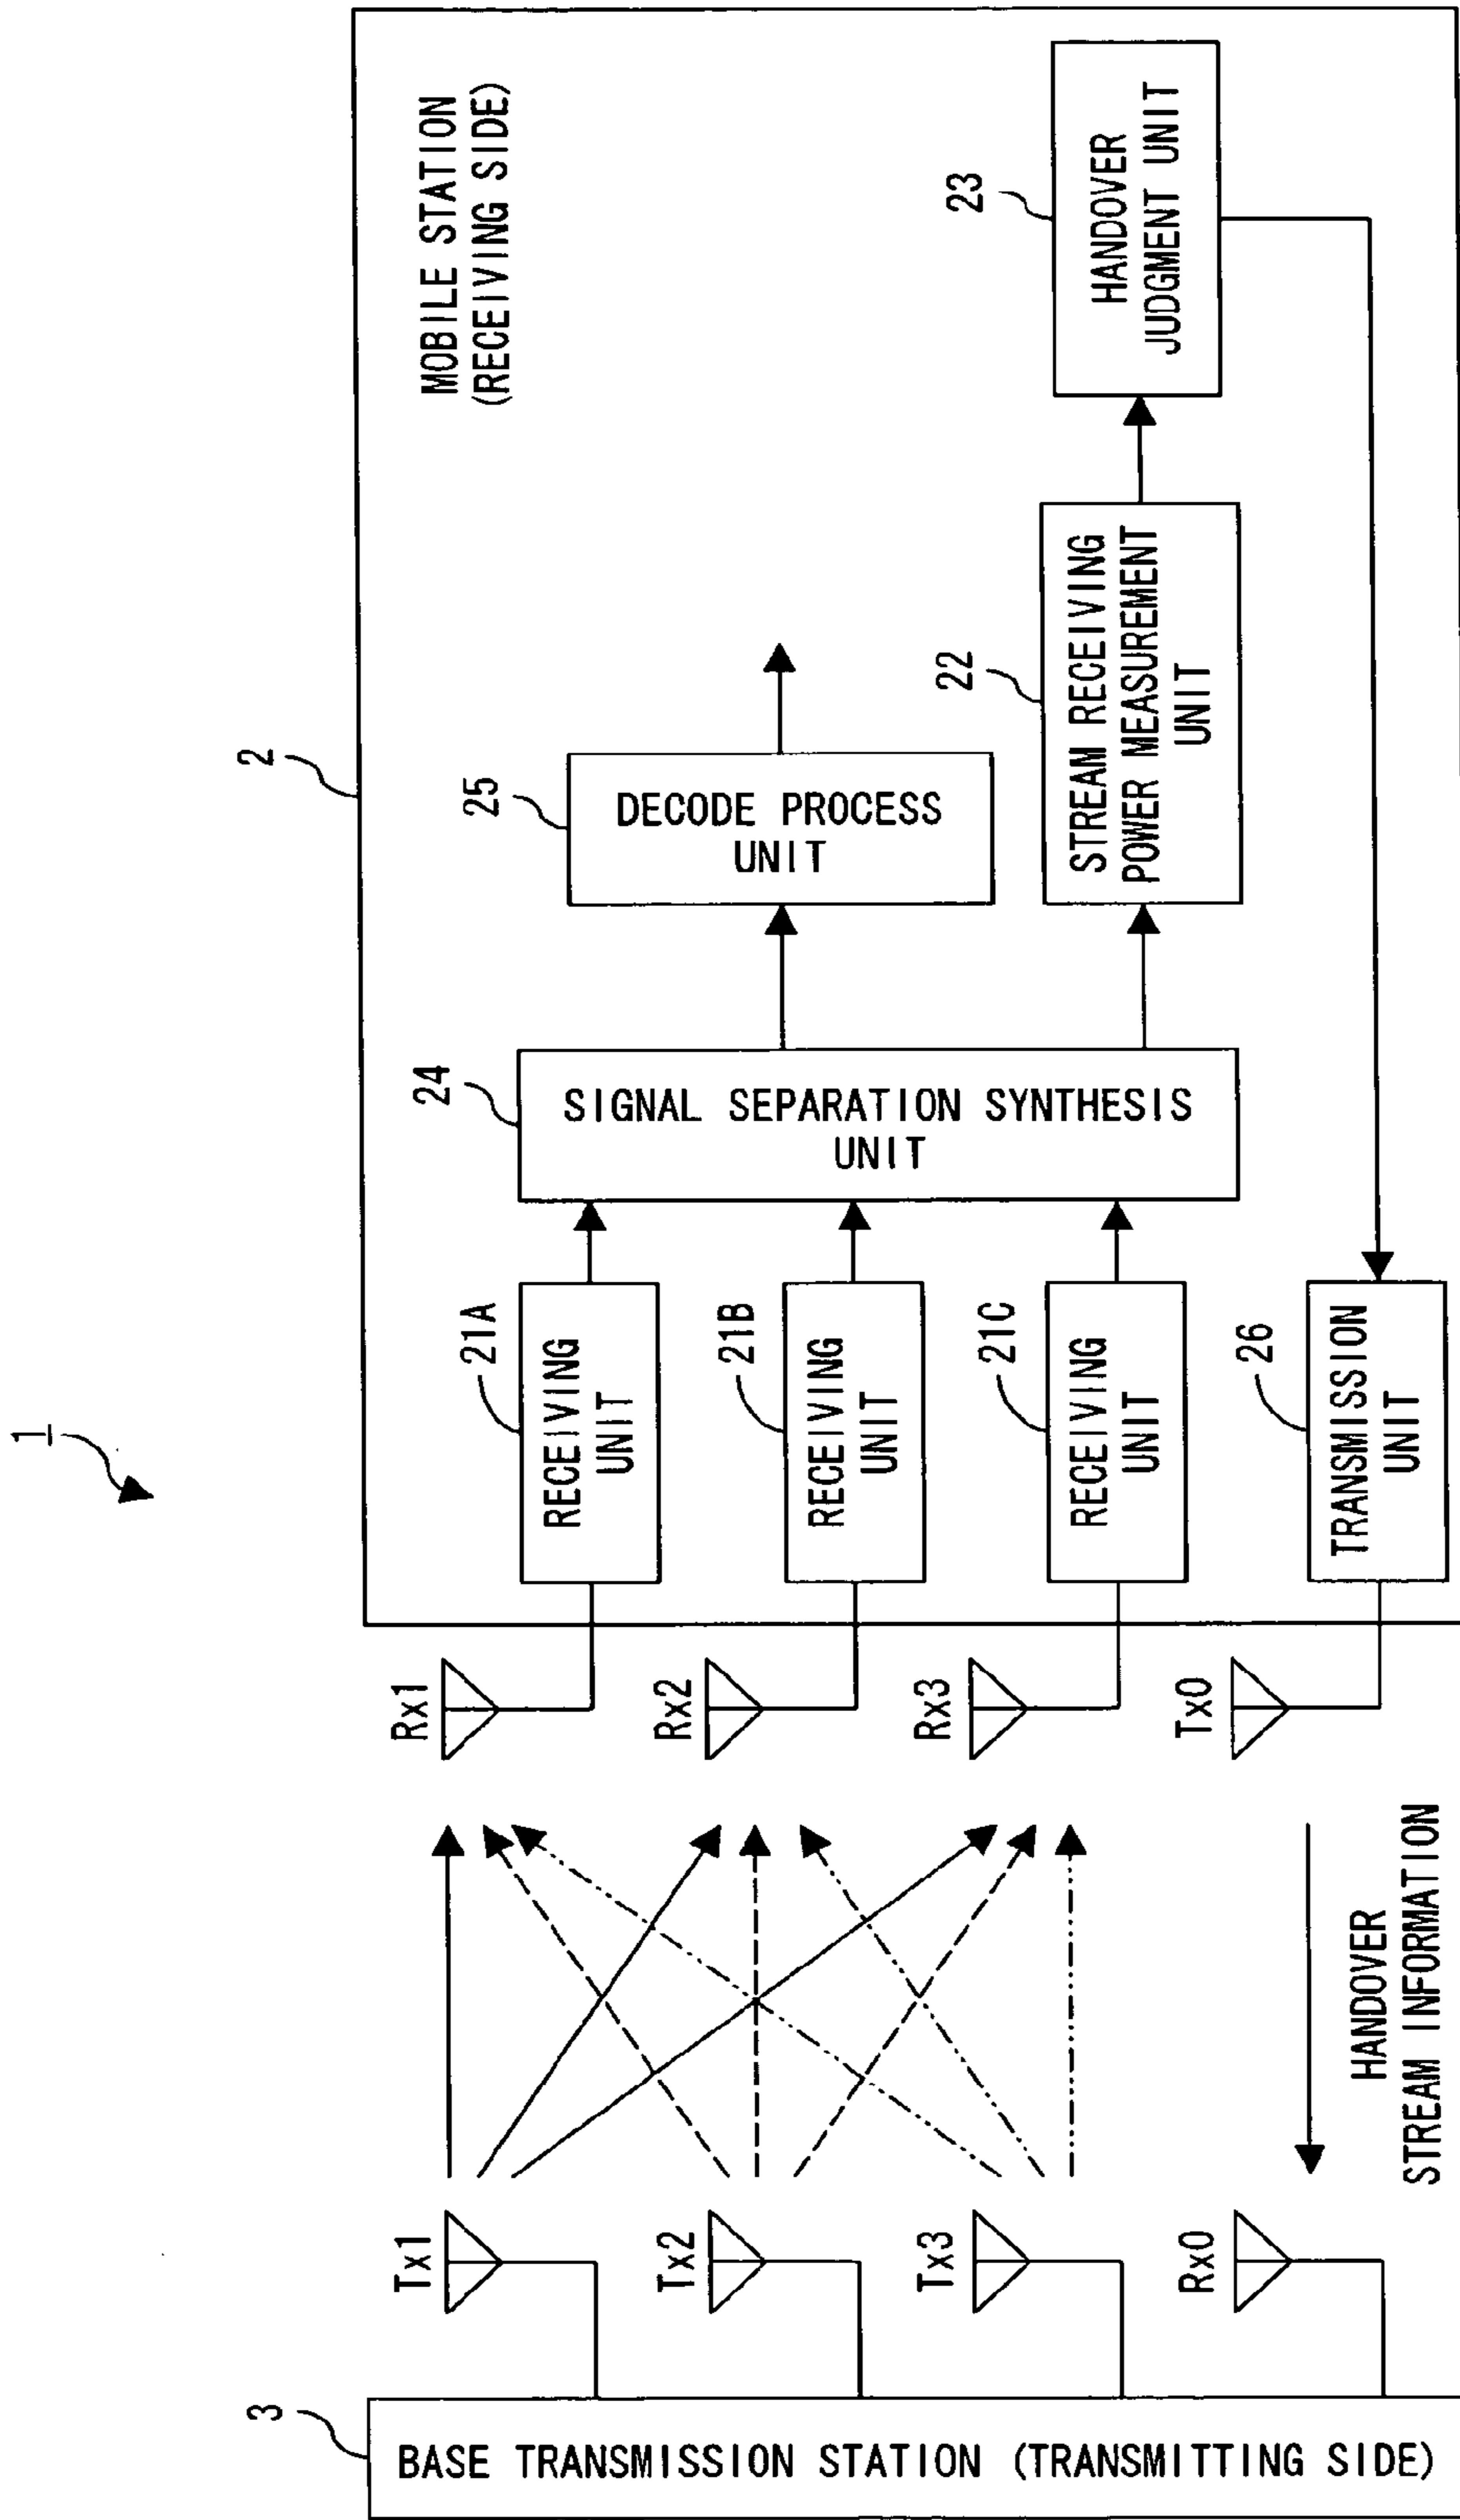 1
2
MOBILE STATION
(RECEIVING SIDE)
3
BASE TRANSMISSION STATION (TRANSMITTING SIDE)
Tx1
Tx2
Tx3
Rx0
HANDOVER
STREAM INFORMATION
Rx1
Rx2
Rx3
Tx0
21A
RECEIVING
UNIT
21B
RECEIVING
UNIT
21C
RECEIVING
UNIT
26
TRANSMISSION
UNIT
24
SIGNAL SEPARATION SYNTHESIS
UNIT
25
DECODE PROCESS
UNIT
22
STREAM RECEIVING
POWER MEASUREMENT
UNIT
23
HANDOVER
JUDGMENT UNIT